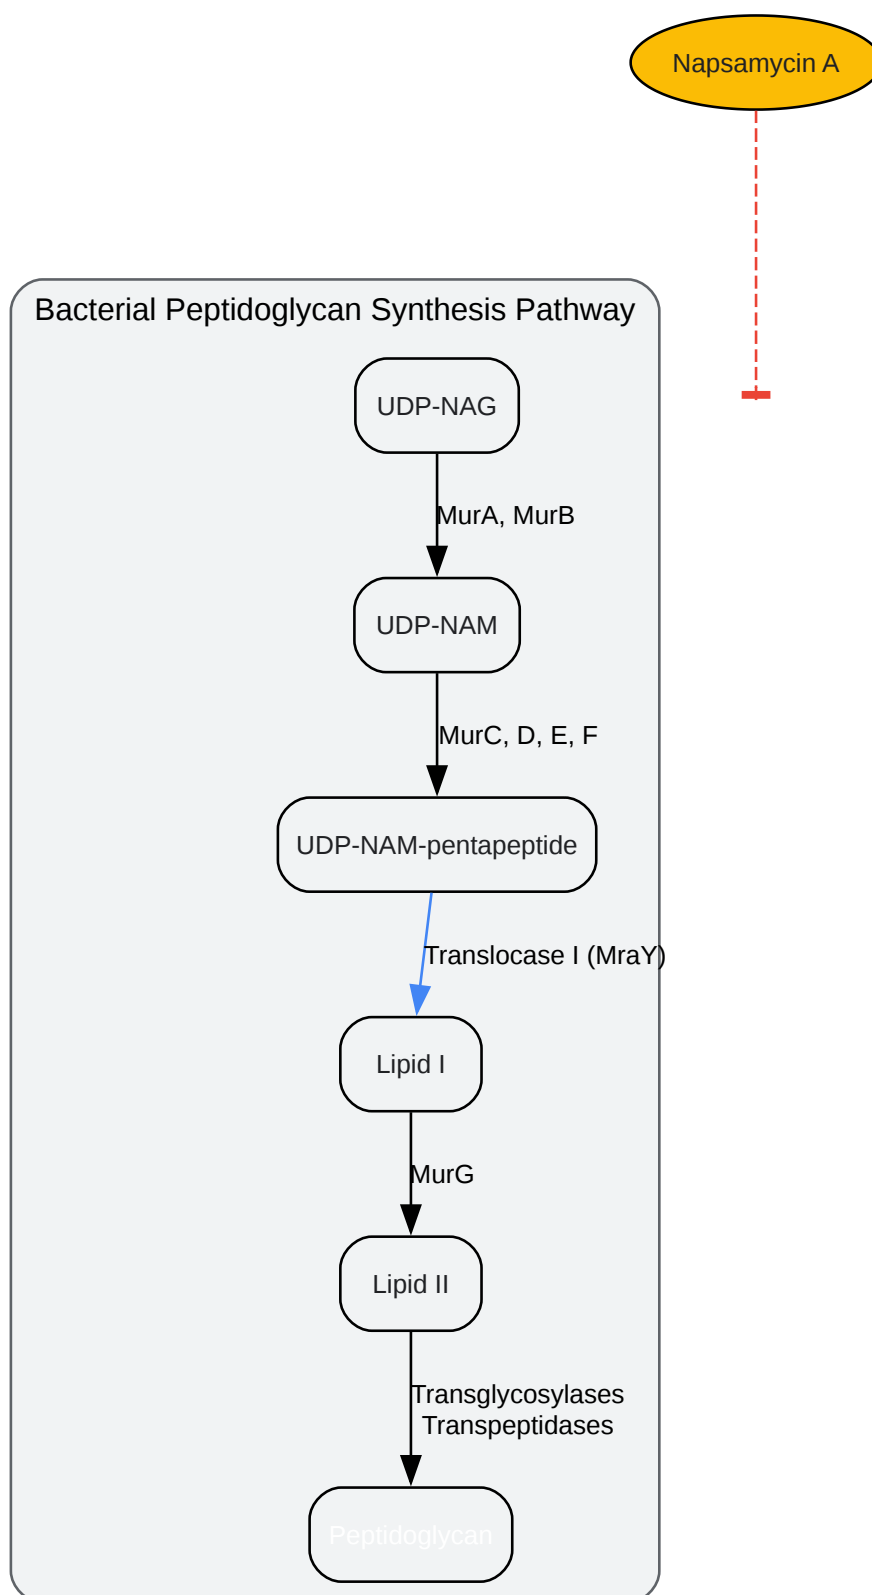 Napsamycin A
Bacterial Peptidoglycan Synthesis Pathway
UDP-NAG
MurA, MurB
UDP-NAM
MurC, D, E, F
UDP-NAM-pentapeptide
Translocase I (MraY)
Lipid I
MurG
Lipid II
Transglycosylases
Transpeptidases
Peptidoglycan